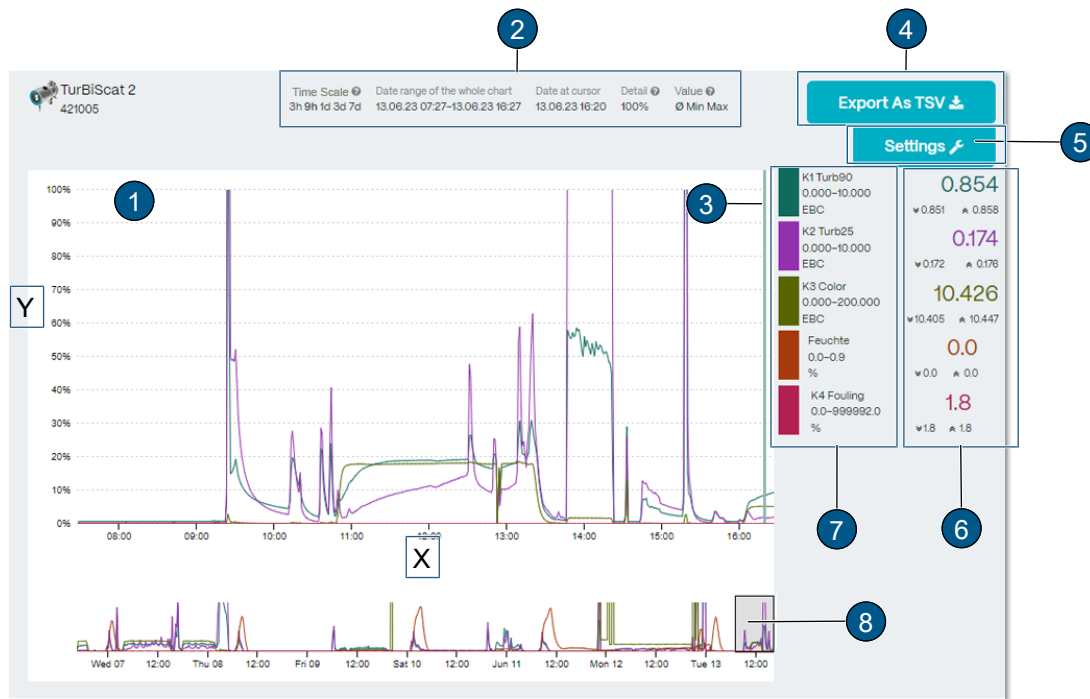 2
4
TurBiScat 2
421005
Time Scale Date range of the whole chart Date at cursor Detail Value
3h 9h 1d 3d 7d 13.06.23 07:27–13.06.23 16:27 13.06.23 16:20 100% Ø Min Max
Export As TSV
Settings
5
1
3
100%
90%
80%
70%
60%
50%
40%
30%
20%
10%
0%
Y
08:00 09:00 10:00 11:00 12:00 13:00 14:00 15:00 16:00
X
K1 Turb90
0.000–10.000
EBC
0.854
0.851 0.858
K2 Turb25
0.000–10.000
EBC
0.174
0.172 0.176
K3 Color
0.000–200.000
EBC
10.426
10.405 10.447
Feuchte
0.0–0.9
%
0.0
0.0 0.0
K4 Fouling
0.0–999992.0
%
1.8
1.8 1.8
7
6
8
Wed 07 12:00 Thu 08 12:00 Fri 09 12:00 Sat 10 12:00 Jun 11 12:00 Mon 12 12:00 Tue 13 12:00